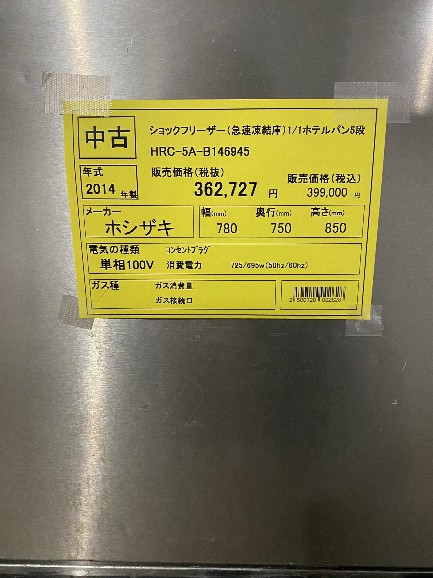 中古
ショックフリーザー(急速凍結庫)1/1ホテルパン5段
HRC-5A-B146945
年式
2014 年製
販売価格(税抜)
362,727 円
販売価格(税込)
399,000 円
メーカー
ホシザキ
幅(mm) 奥行(mm) 高さ(mm)
780 750 850
電気の種類 コンセントプラグ
単相100V 消費電力 725/695w(50hz/60hz)
ガス種 ガス消費量
ガス接続口